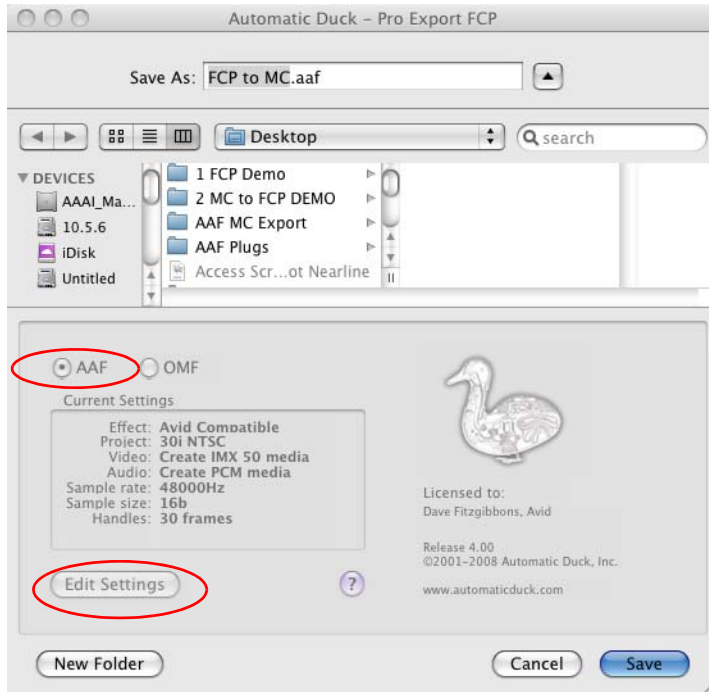 Automatic Duck – Pro Export FCP
Save As: FCP to MC.aaf
Desktop
search
DEVICES
AAAI_Ma...
10.5.6
iDisk
Untitled
1 FCP Demo
2 MC to FCP DEMO
AAF MC Export
AAF Plugs
Access Scr...ot Nearline
AAF OMF
Current Settings
Effect: Avid Compatible
Project: 30i NTSC
Video: Create IMX 50 media
Audio: Create PCM media
Sample rate: 48000Hz
Sample size: 16b
Handles: 30 frames
Edit Settings ?
Licensed to:
Dave Fitzgibbons, Avid
Release 4.00
©2001–2008 Automatic Duck, Inc.
www.automaticduck.com
New Folder Cancel Save